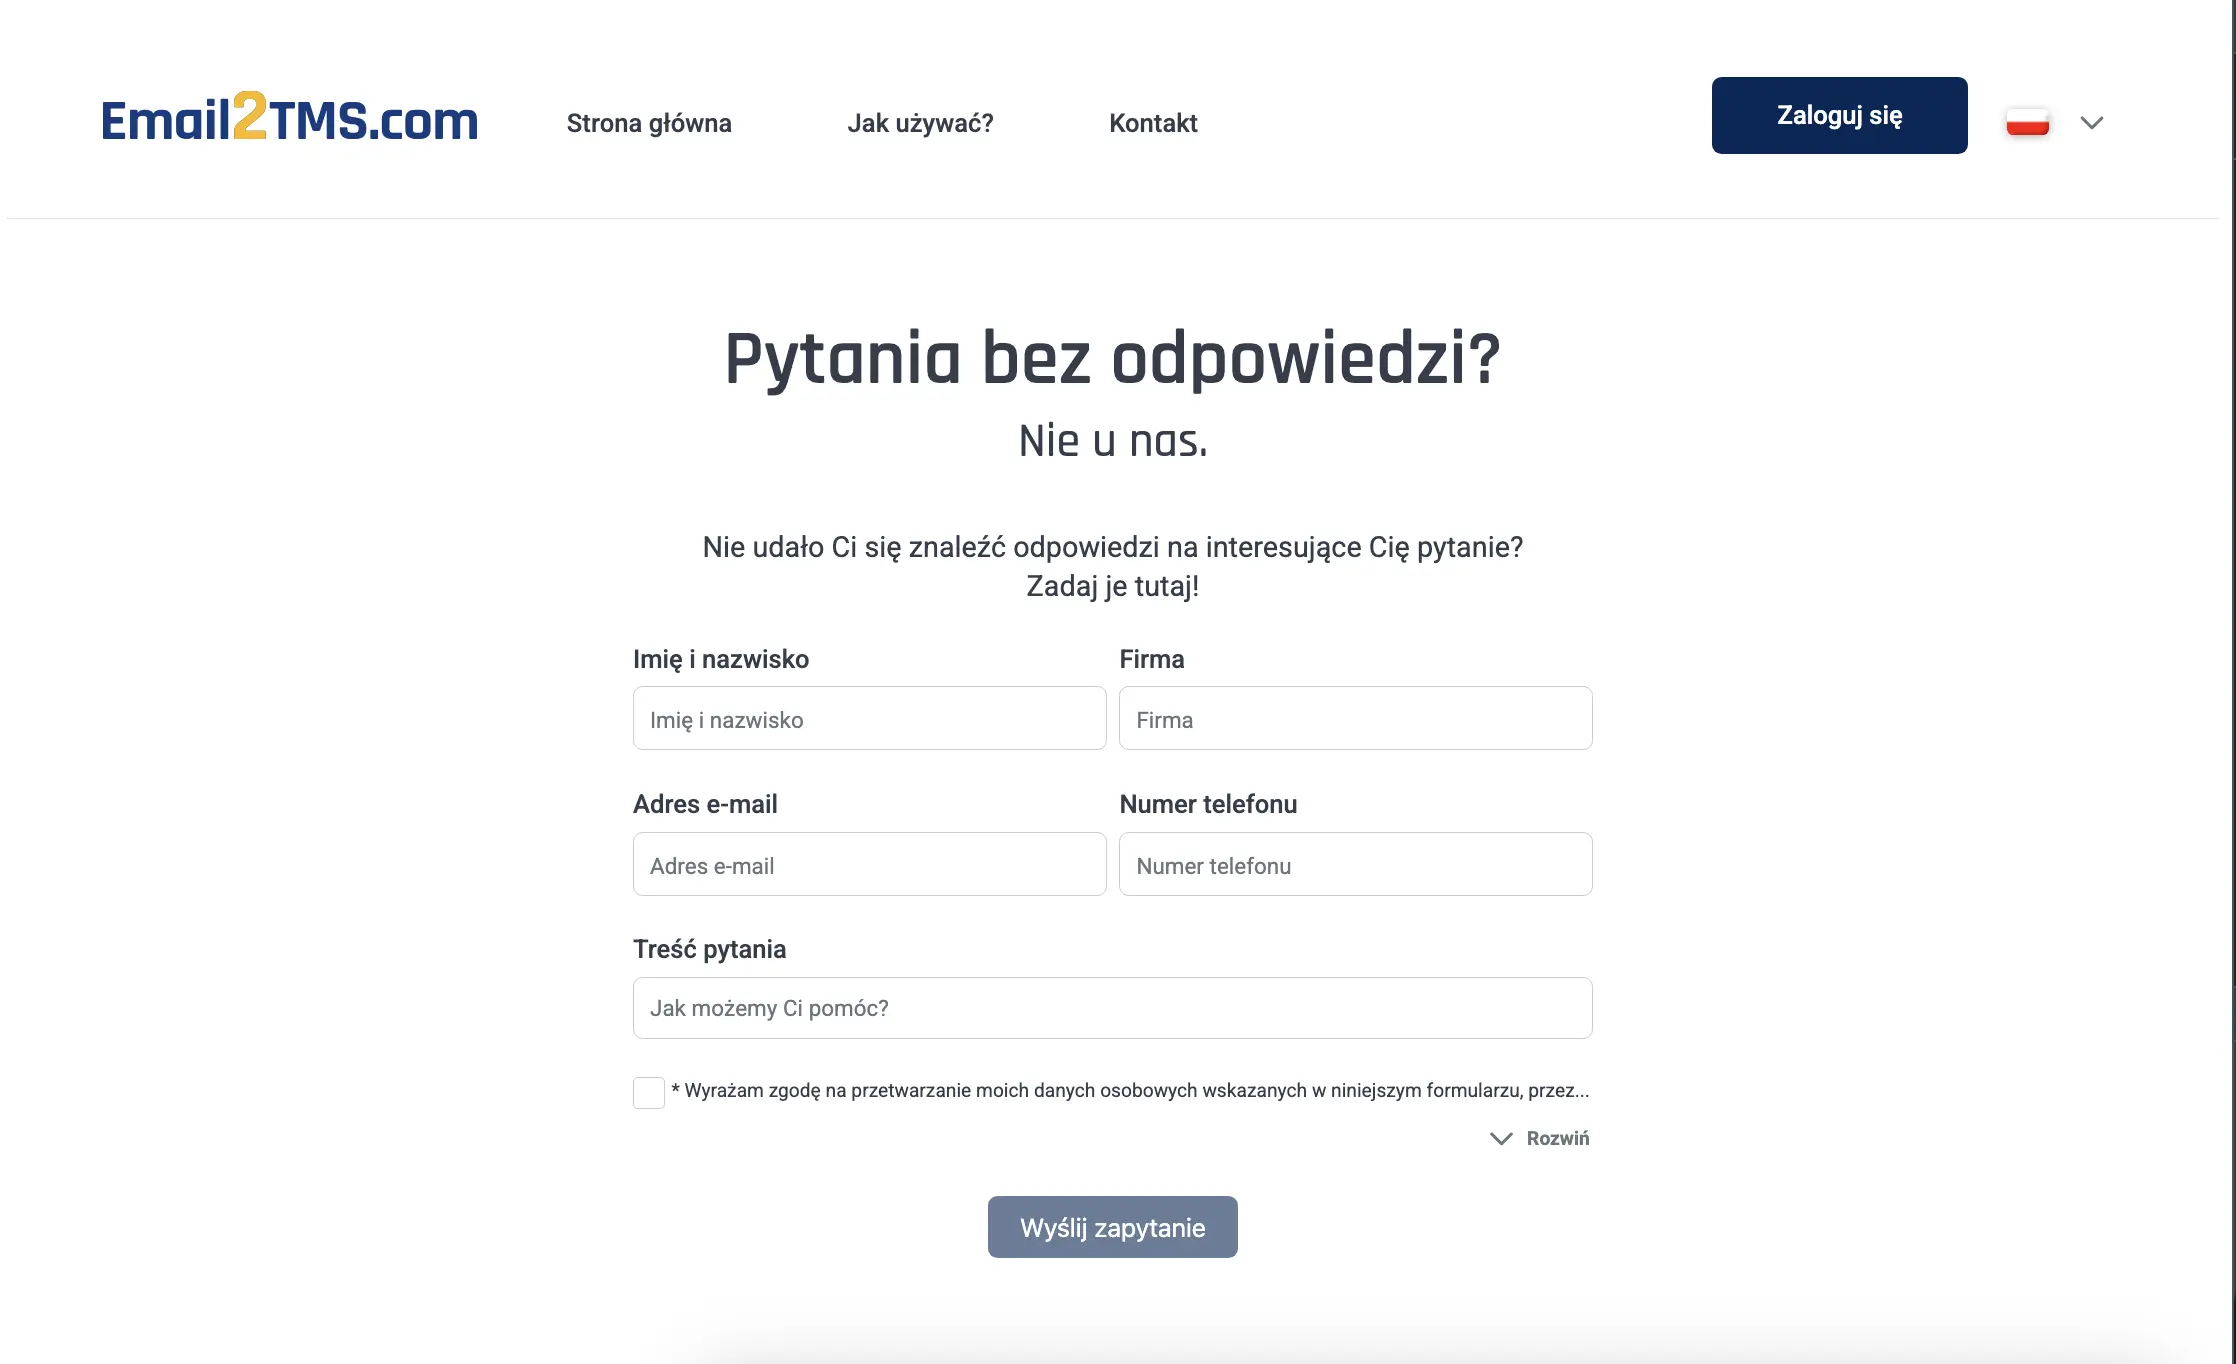 Email2TMS.com
Strona główna
Jak używać?
Kontakt
Zaloguj się
Pytania bez odpowiedzi?
Nie u nas.
Nie udało Ci się znaleźć odpowiedzi na interesujące Cię pytanie?
Zadaj je tutaj!
Imię i nazwisko
Imię i nazwisko
Firma
Firma
Adres e-mail
Adres e-mail
Numer telefonu
Numer telefonu
Treść pytania
Jak możemy Ci pomóc?
* Wyrażam zgodę na przetwarzanie moich danych osobowych wskazanych w niniejszym formularzu, przez...
Rozwiń
Wyślij zapytanie